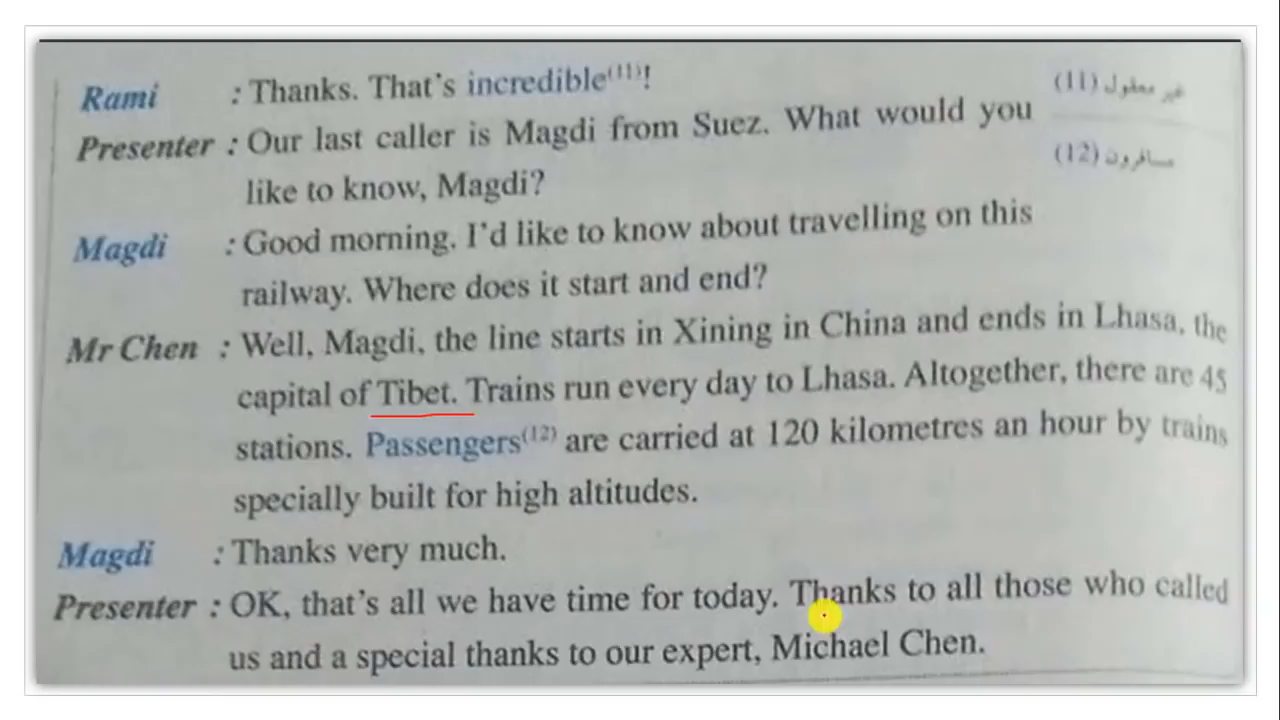 Rami : Thanks. That's incredible(11)!
(11) غير معقول
Presenter : Our last caller is Magdi from Suez. What would you
(12) مسافرون
like to know, Magdi?
Magdi : Good morning. I'd like to know about travelling on this
railway. Where does it start and end?
Mr Chen : Well, Magdi, the line starts in Xining in China and ends in Lhasa, the
capital of Tibet. Trains run every day to Lhasa. Altogether, there are 45
stations. Passengers(12) are carried at 120 kilometres an hour by trains
specially built for high altitudes.
Magdi : Thanks very much.
Presenter : OK, that's all we have time for today. Thanks to all those who called
us and a special thanks to our expert, Michael Chen.